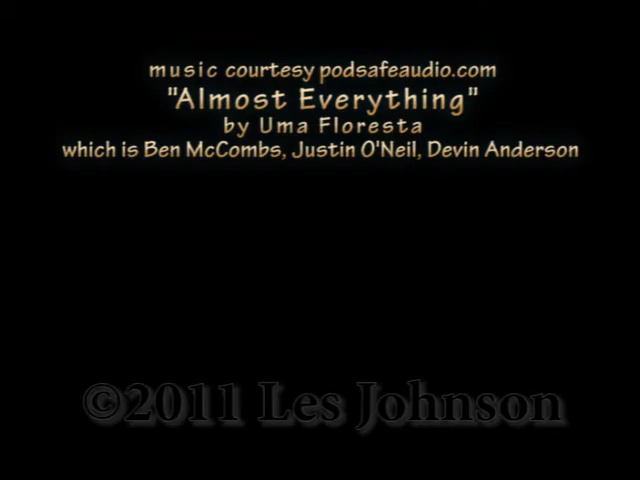 music courtesy podsafeaudio.com
"Almost Everything"
by Uma Floresta
which is Ben McCombs, Justin O'Neil, Devin Anderson
©2011 Les Johnson